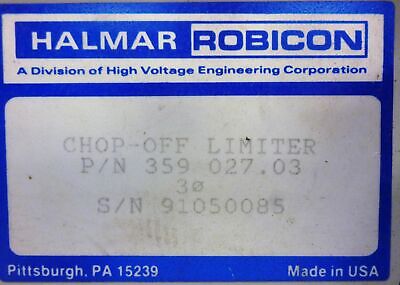 HALMAR ROBICON
A Division of High Voltage Engineering Corporation
CHOP-OFF LIMITER
P/N 359 027.03
3ø
S/N 91050085
Pittsburgh, PA 15239 Made in USA